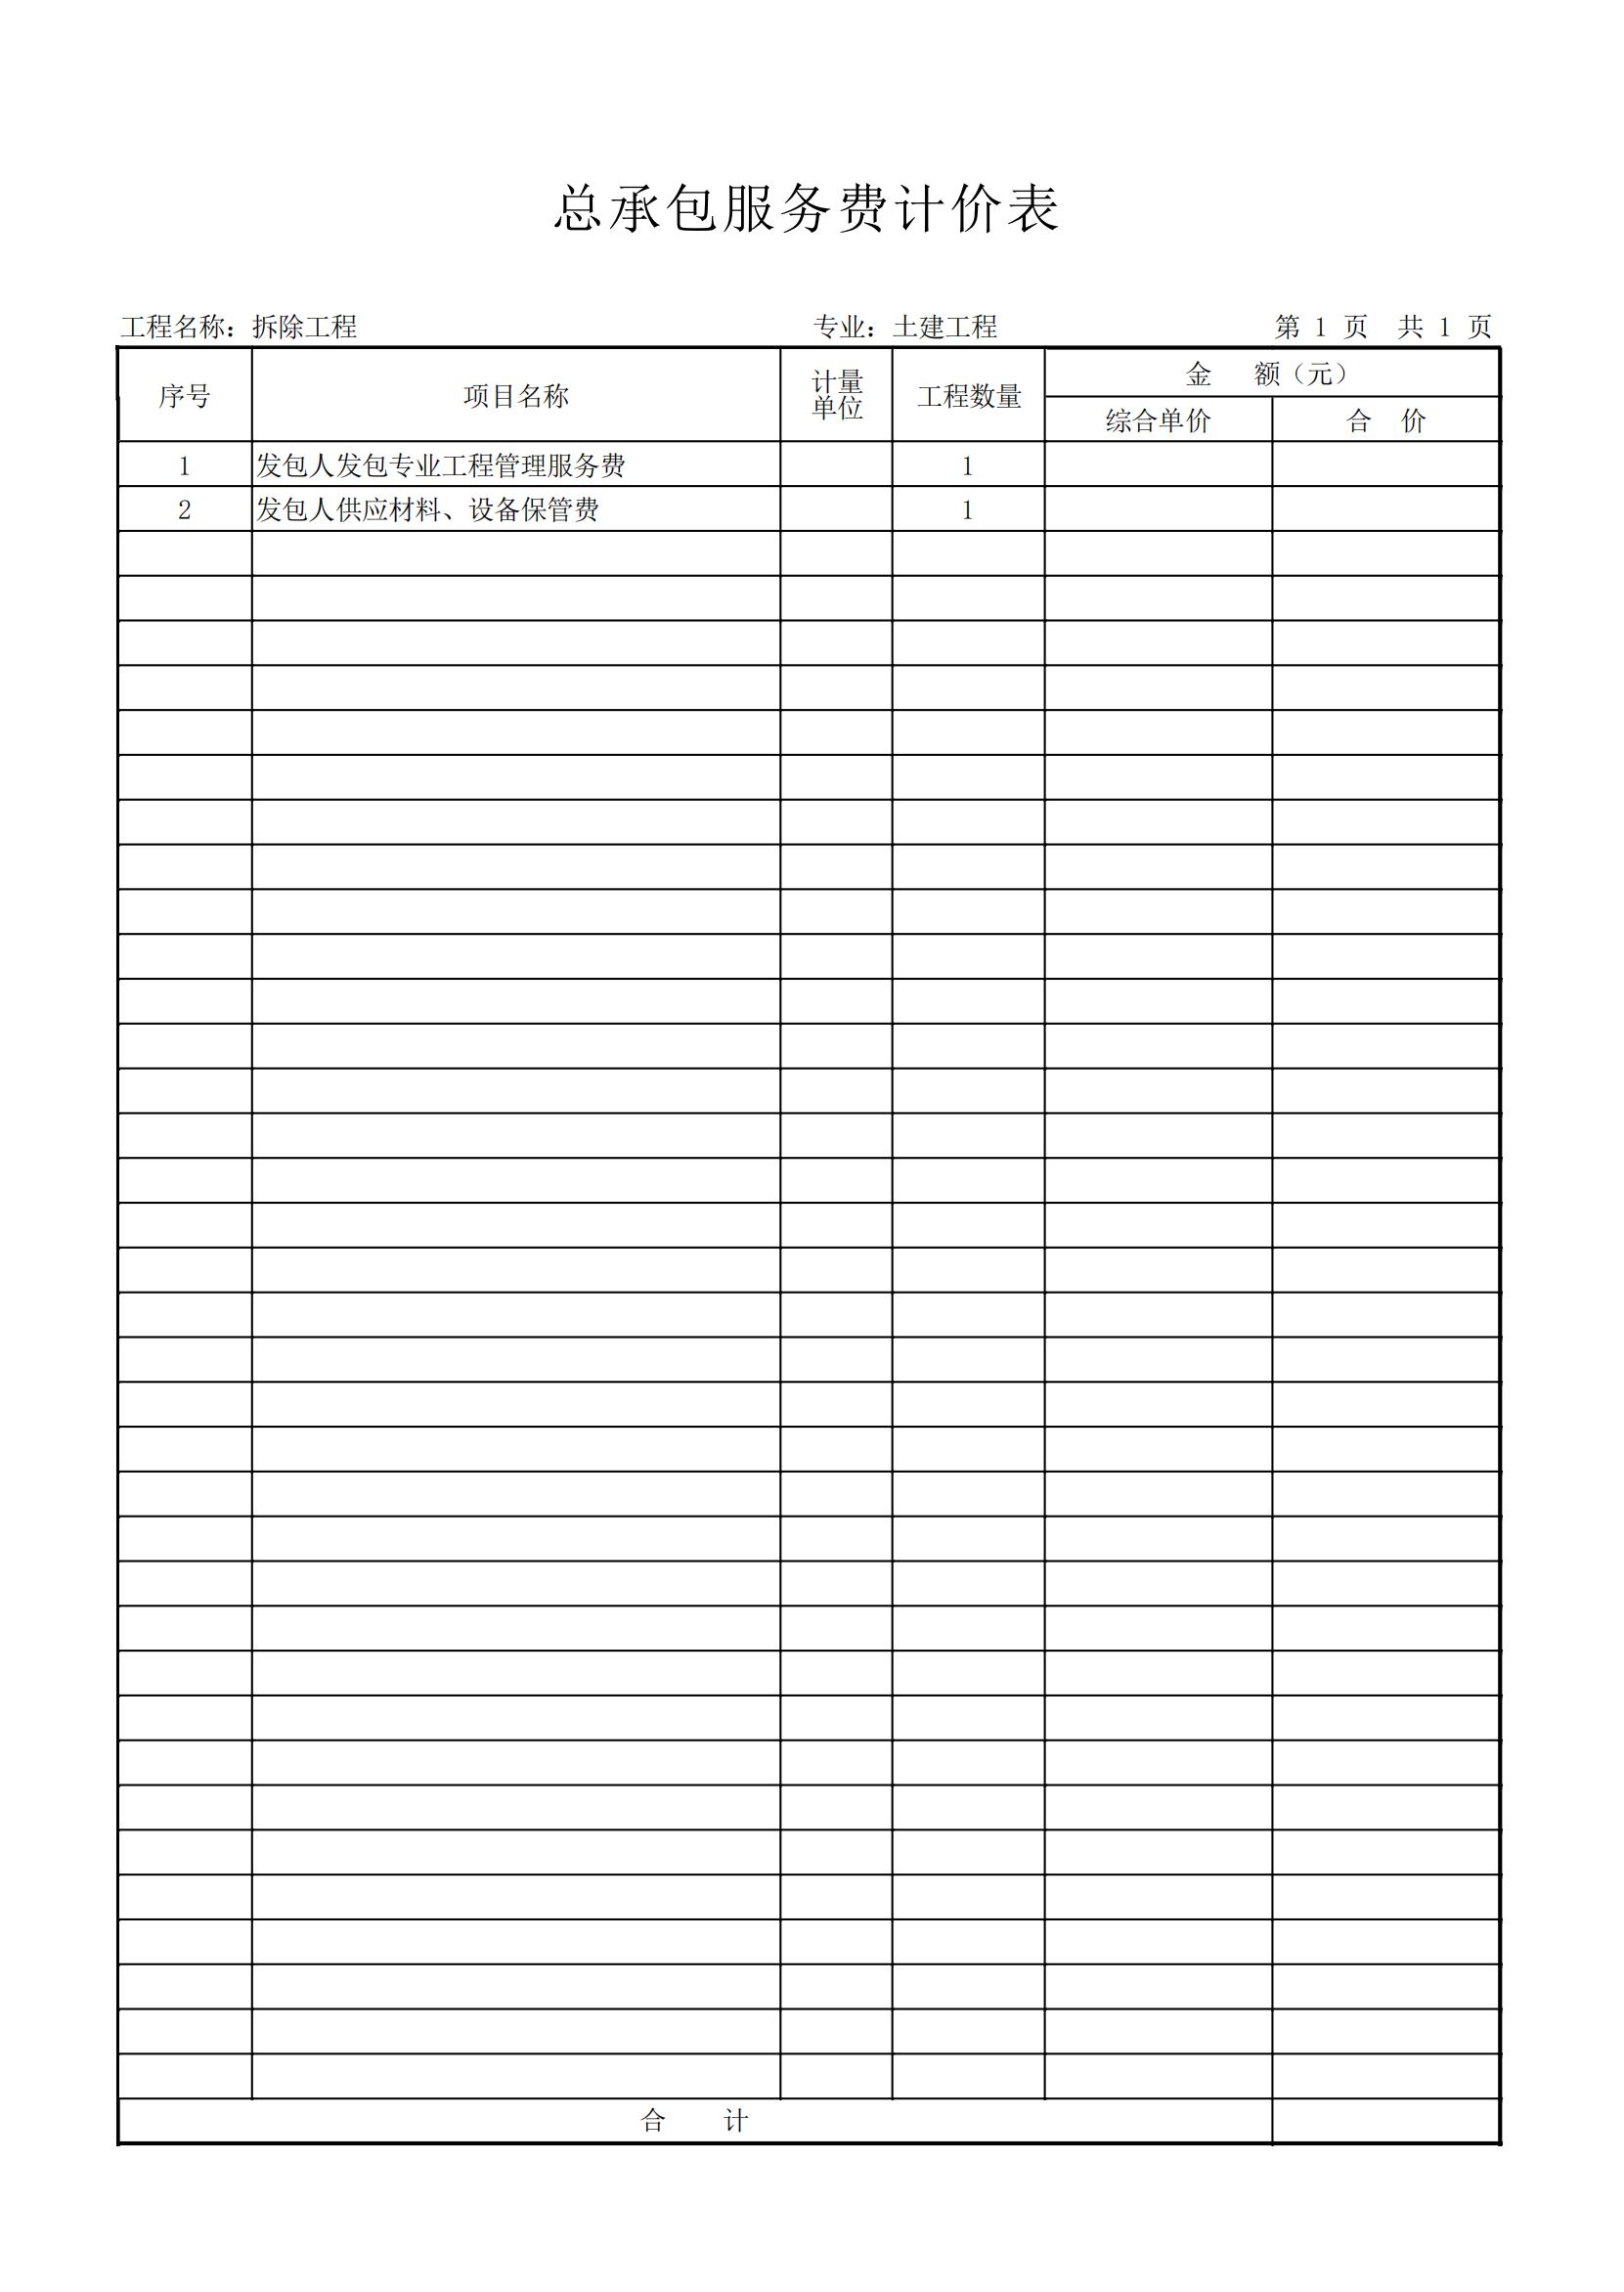 总承包服务费计价表
工程名称：拆除工程 专业：土建工程 第 1 页 共 1 页
序号 项目名称 计量单位 工程数量 金 额（元）
综合单价 合 价
1 发包人发包专业工程管理服务费 1
2 发包人供应材料、设备保管费 1
合 计